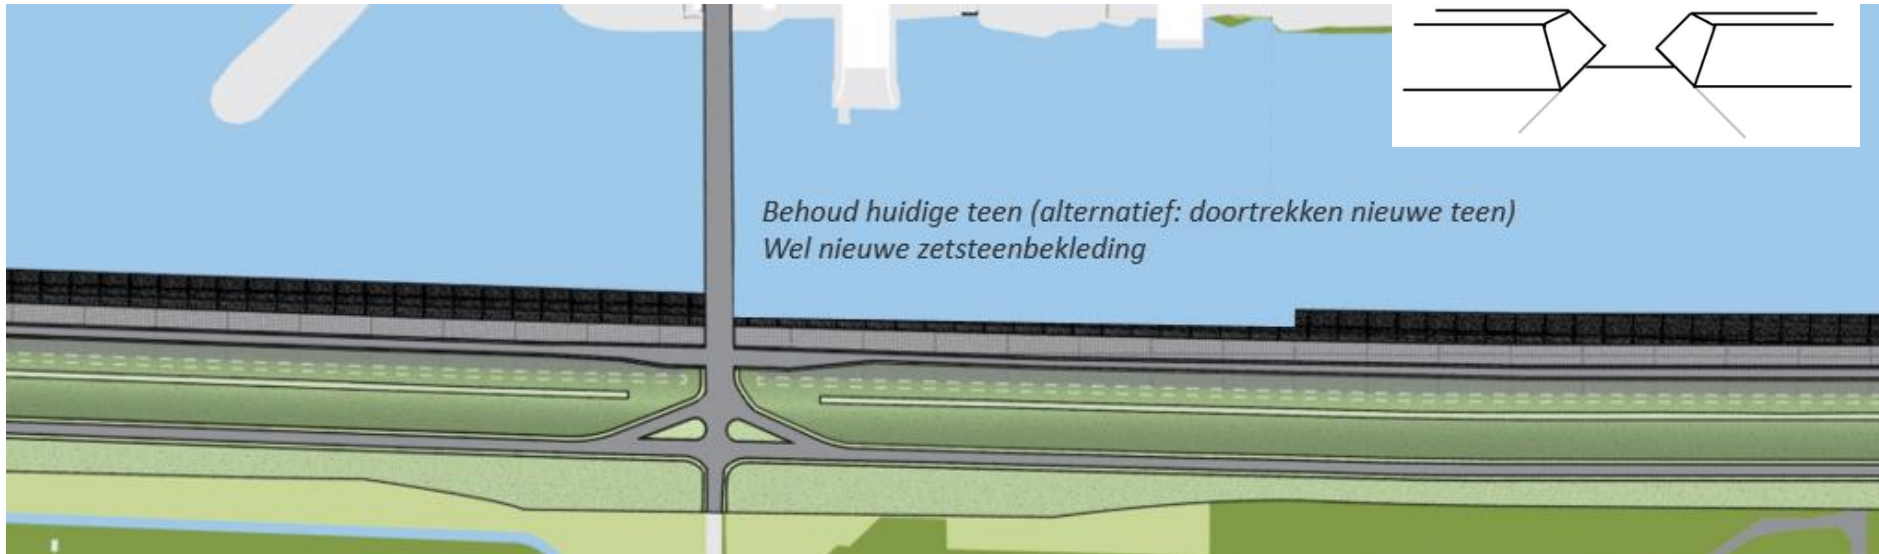 Behoud huidige teen (alternatief: doortrekken nieuwe teen)
Wel nieuwe zetsteenbekleding